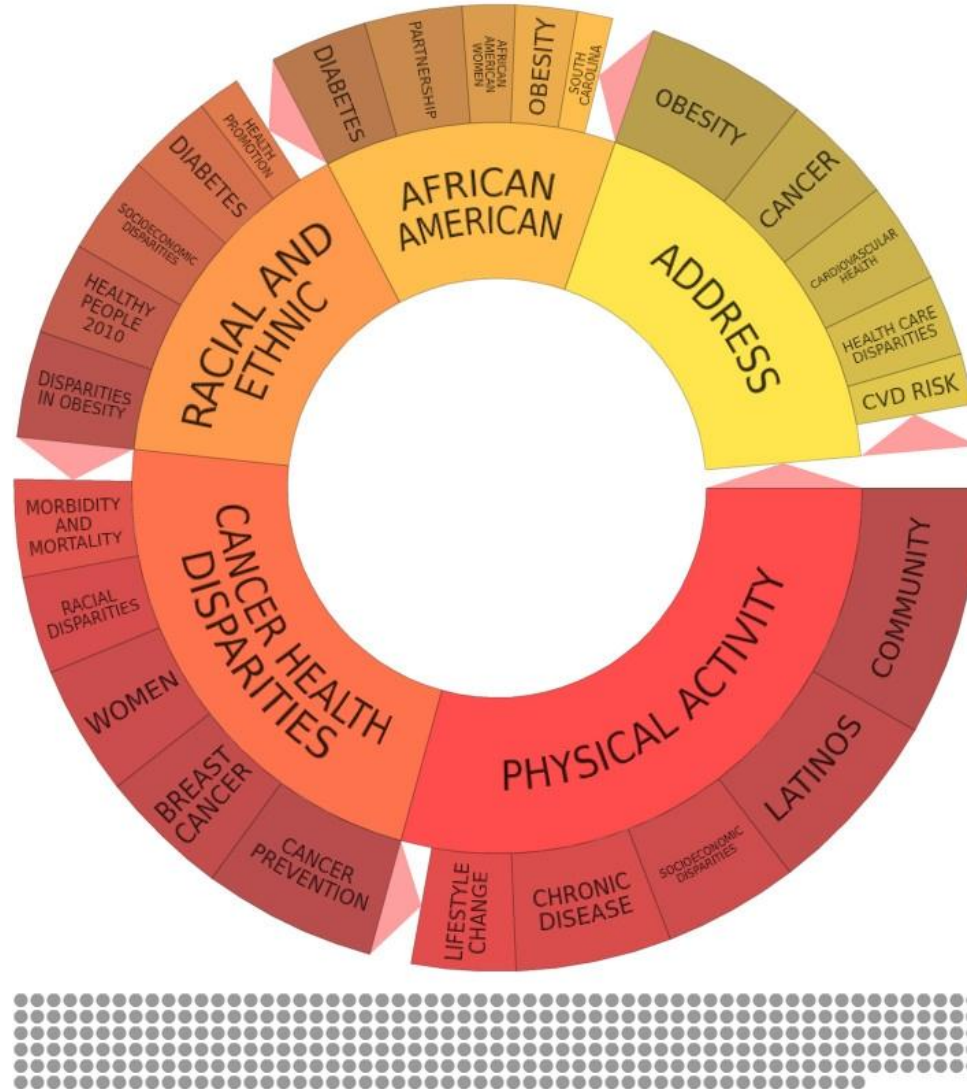 DIABETES
PARTNERSHIP
AFRICAN
AMERICAN
WOMEN
OBESITY
SOUTH
CAROLINA
AFRICAN
AMERICAN
OBESITY
CANCER
CARDIOVASCULAR
HEALTH
HEALTH CARE
DISPARITIES
CVD RISK
ADDRESS
HEALTH
PROMOTION
DIABETES
SOCIOECONOMIC
DISPARITIES
HEALTHY
PEOPLE
2010
DISPARITIES
IN OBESITY
RACIAL AND
ETHNIC
MORBIDITY
AND
MORTALITY
RACIAL
DISPARITIES
WOMEN
BREAST
CANCER
CANCER
PREVENTION
CANCER HEALTH
DISPARITIES
COMMUNITY
LATINOS
SOCIOECONOMIC
DISPARITIES
CHRONIC
DISEASE
LIFESTYLE
CHANGE
PHYSICAL ACTIVITY